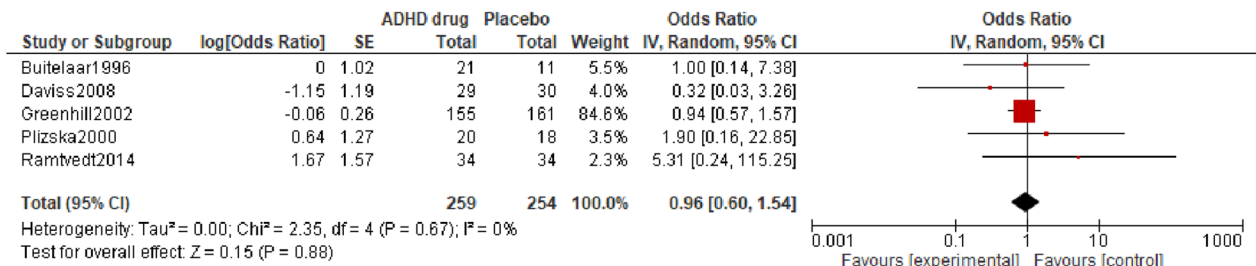 ADHD drug Placebo Odds Ratio Odds Ratio
Study or Subgroup log[Odds Ratio] SE Total Total Weight IV, Random, 95% CI IV, Random, 95% CI
Buitelaar1996 0 1.02 21 11 5.5% 1.00 [0.14, 7.38]
Daviss2008 -1.15 1.19 29 30 4.0% 0.32 [0.03, 3.26]
Greenhill2002 -0.06 0.26 155 161 84.6% 0.94 [0.57, 1.57]
Plizska2000 0.64 1.27 20 18 3.5% 1.90 [0.16, 22.85]
Ramtvedt2014 1.67 1.57 34 34 2.3% 5.31 [0.24, 115.25]
Total (95% CI) 259 254 100.0% 0.96 [0.60, 1.54]
Heterogeneity: Tau² = 0.00; Chi² = 2.35, df = 4 (P = 0.67); I² = 0%
Test for overall effect: Z = 0.15 (P = 0.88)
0.001 0.1 1 10 1000
Favours [experimental] Favours [control]